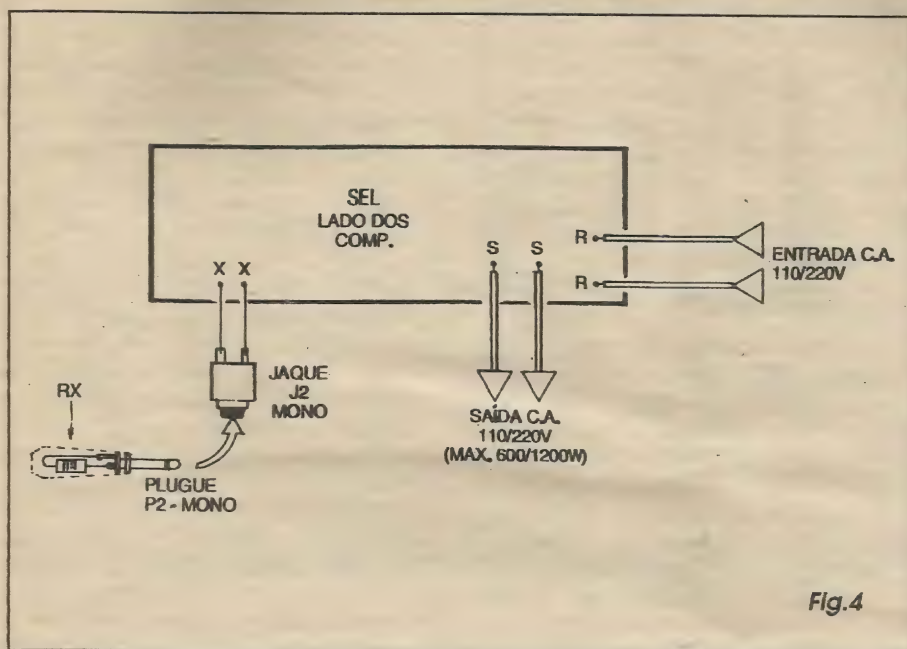 SEL
LADO DOS
COMP.
X X
S S
R
R
ENTRADA C.A.
110/220V
JAQUE
J2
MONO
RX
SAÍDA C.A.
110/220V
(MAX. 600/1200W)
PLUGUE
P2 - MONO
Fig.4